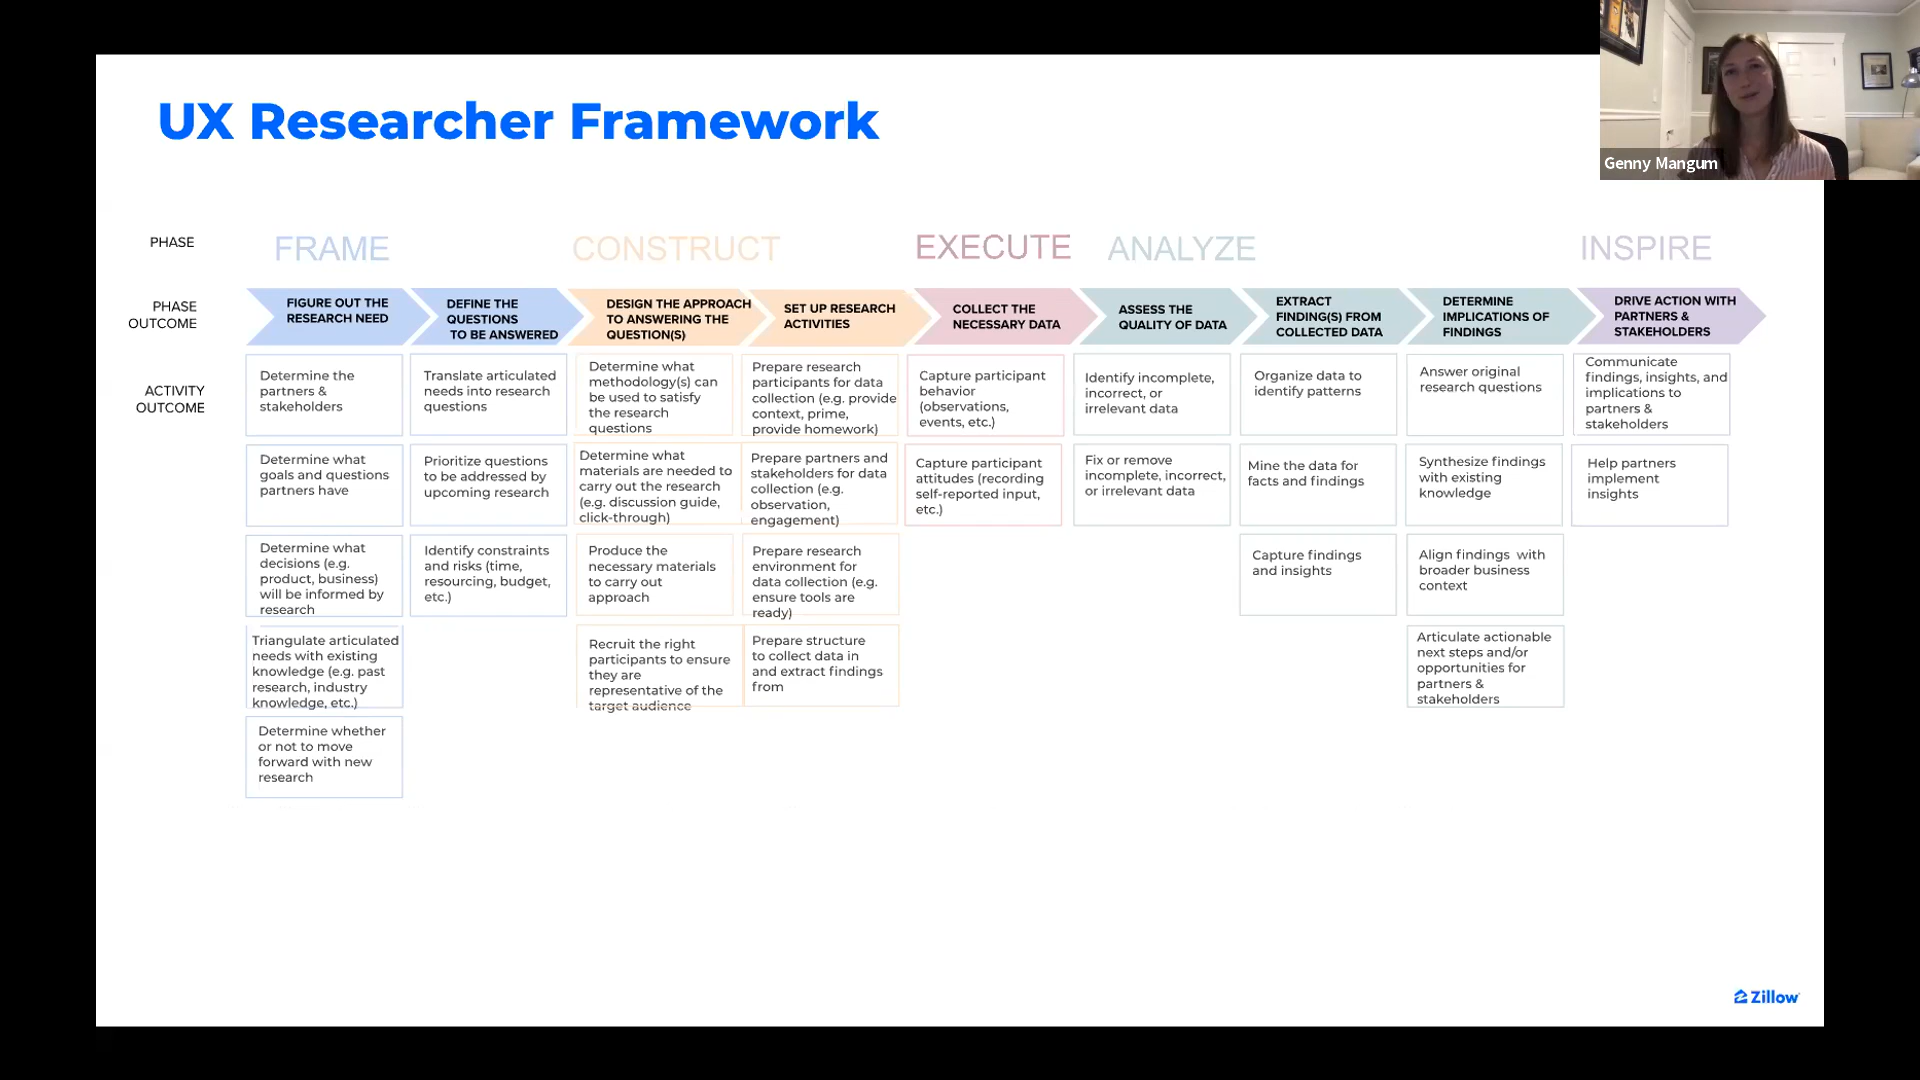 UX Researcher Framework
Genny Mangum
PHASE
FRAME
CONSTRUCT
EXECUTE
ANALYZE
INSPIRE
PHASE
OUTCOME
FIGURE OUT THE
RESEARCH NEED
DEFINE THE
QUESTIONS
TO BE ANSWERED
DESIGN THE APPROACH
TO ANSWERING THE
QUESTION(S)
SET UP RESEARCH
ACTIVITIES
COLLECT THE
NECESSARY DATA
ASSESS THE
QUALITY OF DATA
EXTRACT
FINDING(S) FROM
COLLECTED DATA
DETERMINE
IMPLICATIONS OF
FINDINGS
DRIVE ACTION WITH
PARTNERS &
STAKEHOLDERS
ACTIVITY
OUTCOME
Determine the
partners &
stakeholders
Translate articulated
needs into research
questions
Determine what
methodology(s) can
be used to satisfy
the research
questions
Prepare research
participants for data
collection (e.g. provide
context, prime,
provide homework)
Capture participant
behavior
(observations,
events, etc.)
Identify incomplete,
incorrect, or
irrelevant data
Organize data to
identify patterns
Answer original
research questions
Communicate
findings, insights, and
implications to
partners &
stakeholders
Determine what
goals and questions
partners have
Prioritize questions
to be addressed by
upcoming research
Determine what
materials are needed to
carry out the research
(e.g. discussion guide,
click-through)
Prepare partners and
stakeholders for data
collection (e.g.
observation,
engagement)
Capture participant
attitudes (recording
self-reported input,
etc.)
Fix or remove
incomplete, incorrect,
or irrelevant data
Mine the data for
facts and findings
Synthesize findings
with existing
knowledge
Help partners
implement
insights
Determine what
decisions (e.g.
product, business)
will be informed by
research
Identify constraints
and risks (time,
resourcing, budget,
etc.)
Produce the
necessary materials
to carry out
approach
Prepare research
environment for
data collection (e.g.
ensure tools are
ready)
Capture findings
and insights
Align findings with
broader business
context
Triangulate articulated
needs with existing
knowledge (e.g. past
research, industry
knowledge, etc.)
Recruit the right
participants to ensure
they are
representative of the
target audience
Prepare structure
to collect data in
and extract findings
from
Articulate actionable
next steps and/or
opportunities for
partners &
stakeholders
Determine whether
or not to move
forward with new
research
Zillow